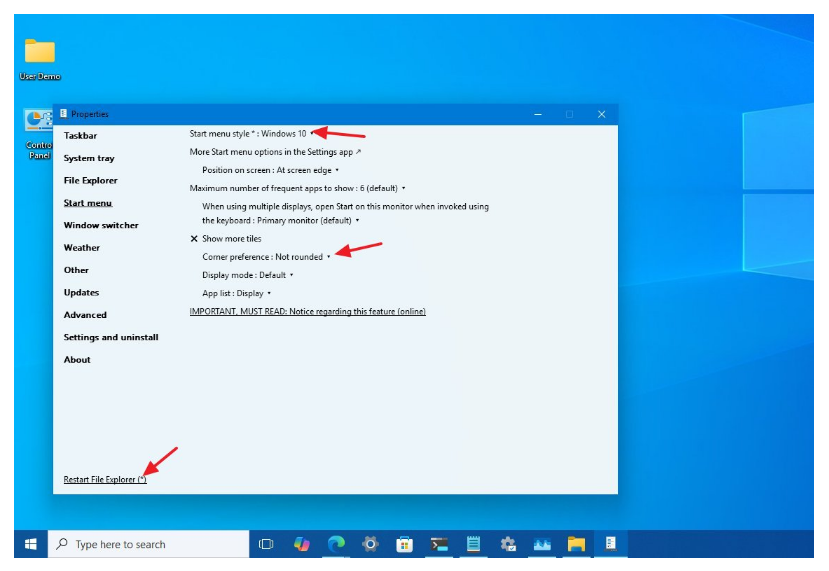 User Demo
Control
Panel
Properties
Taskbar
System tray
File Explorer
Start menu
Window switcher
Weather
Other
Updates
Advanced
Settings and uninstall
About
Restart File Explorer (*)
Start menu style * : Windows 10
More Start menu options in the Settings app ↗
Position on screen : At screen edge
Maximum number of frequent apps to show : 6 (default)
When using multiple displays, open Start on this monitor when invoked using
the keyboard : Primary monitor (default)
Show more tiles
Corner preference : Not rounded
Display mode : Default
App list : Display
IMPORTANT, MUST READ: Notice regarding this feature (online)
Type here to search